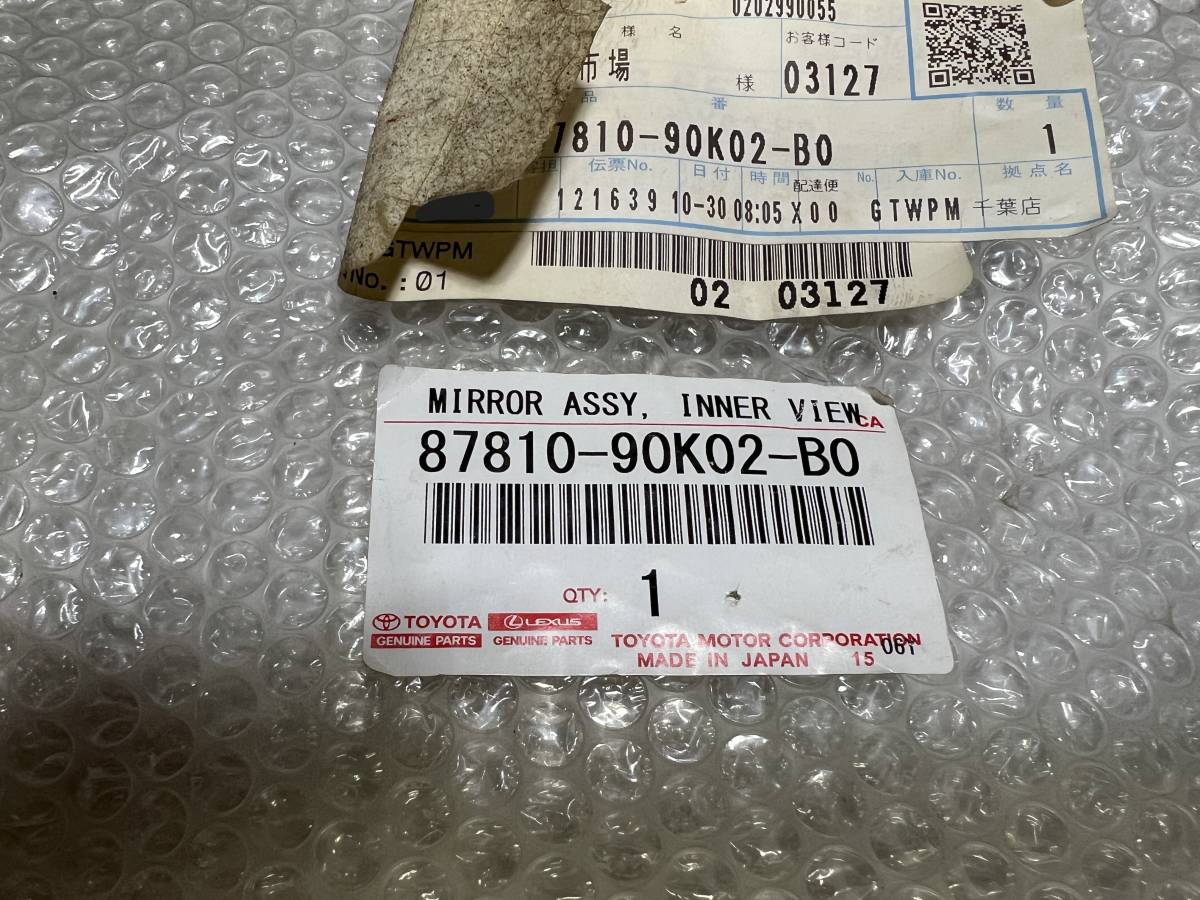 0202990055
様 名
お客様コード
市場 様 03127
品 番 数 量
7810-90K02-B0 1
伝票No. 日付 時間 配達便 No. 入庫No. 拠点名
121639 10-30 08:05 X00 GTWPM 千葉店
GTWPM
No.:01
02 03127
MIRROR ASSY, INNER VIEW
CA
87810-90K02-B0
QTY: 1
TOYOTA LEXUS
GENUINE PARTS GENUINE PARTS
TOYOTA MOTOR CORPORATION
MADE IN JAPAN 15